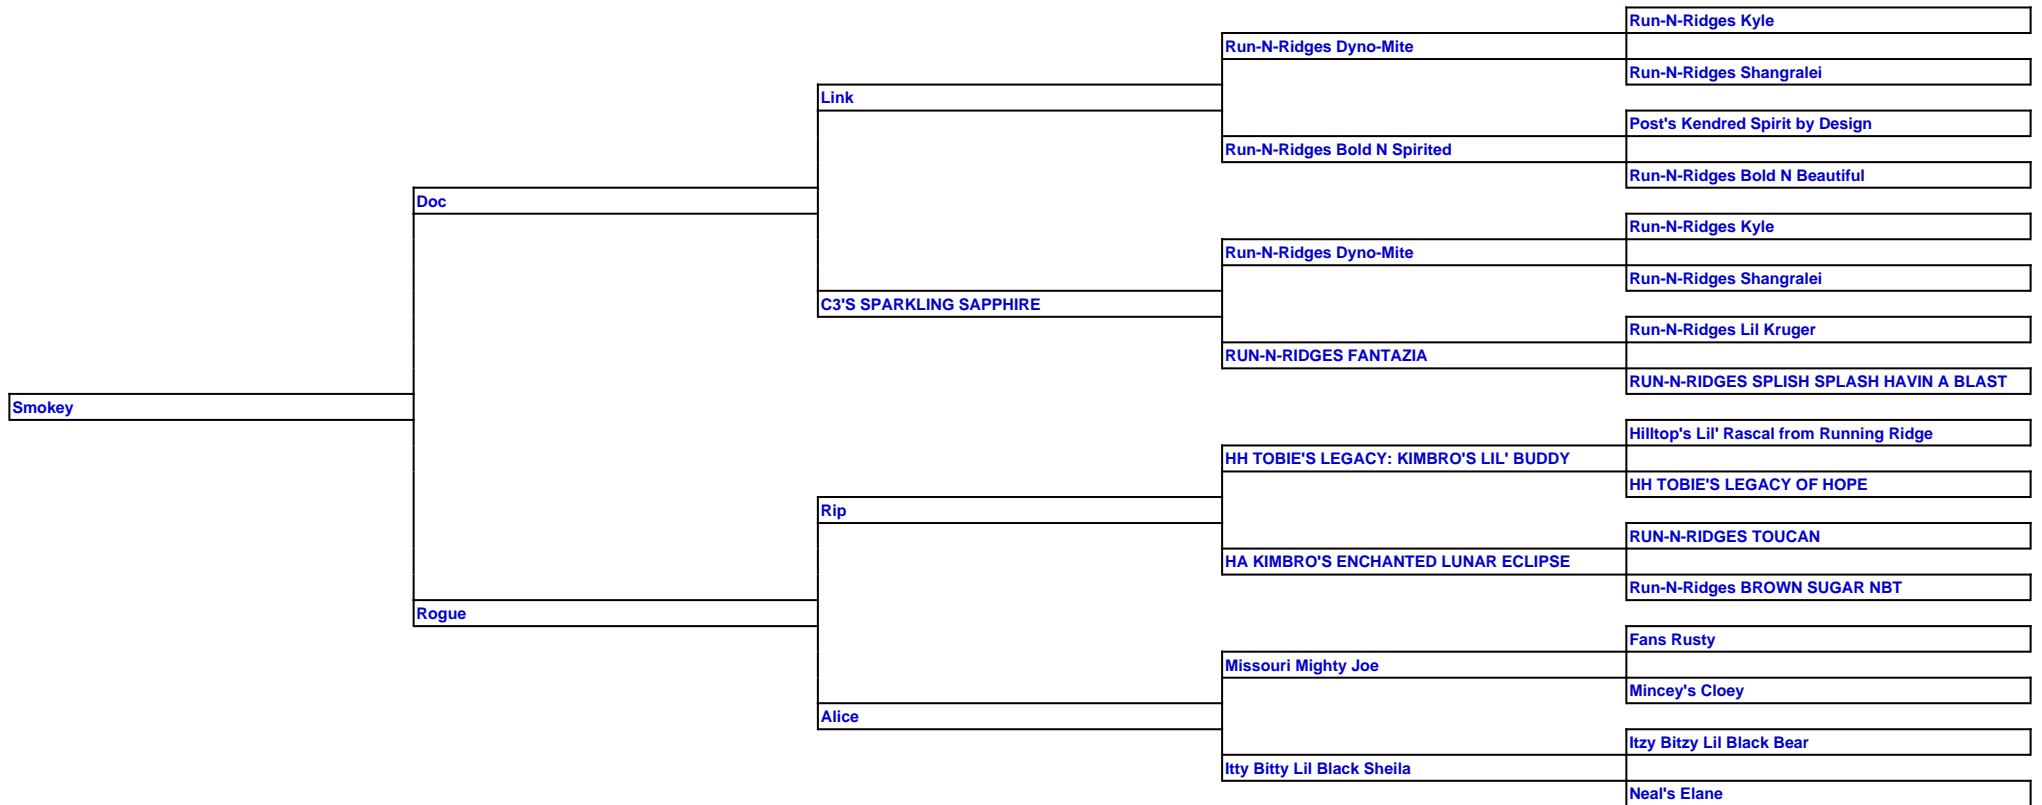 Run-N-Ridges Kyle
Run-N-Ridges Dyno-Mite
Run-N-Ridges Shangralei
Link
Post's Kendred Spirit by Design
Run-N-Ridges Bold N Spirited
Run-N-Ridges Bold N Beautiful
Doc
Run-N-Ridges Kyle
Run-N-Ridges Dyno-Mite
Run-N-Ridges Shangralei
C3'S SPARKLING SAPPHIRE
Run-N-Ridges Lil Kruger
RUN-N-RIDGES FANTAZIA
RUN-N-RIDGES SPLISH SPLASH HAVIN A BLAST
Smokey
Hilltop's Lil' Rascal from Running Ridge
HH TOBIE'S LEGACY: KIMBRO'S LIL' BUDDY
HH TOBIE'S LEGACY OF HOPE
Rip
RUN-N-RIDGES TOUCAN
HA KIMBRO'S ENCHANTED LUNAR ECLIPSE
Run-N-Ridges BROWN SUGAR NBT
Rogue
Fans Rusty
Missouri Mighty Joe
Mincey's Cloey
Alice
Itzy Bitzy Lil Black Bear
Itty Bitty Lil Black Sheila
Neal's Elane